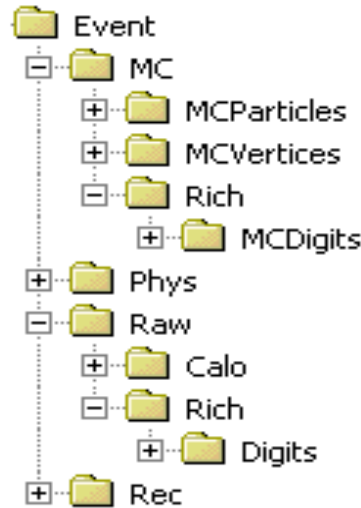 Event
MC
MCParticles
MCVertices
Rich
MCDigits
Phys
Raw
Calo
Rich
Digits
Rec